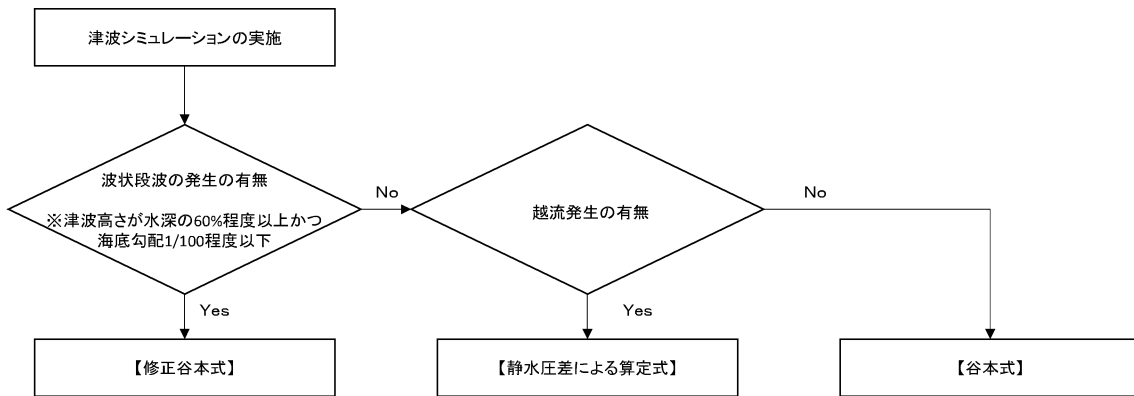 津波シミュレーションの実施
波状段波の発生の有無
※津波高さが水深の60%程度以上かつ
海底勾配1/100程度以下
No
越流発生の有無
No
Yes
Yes
【修正谷本式】
【静水圧差による算定式】
【谷本式】